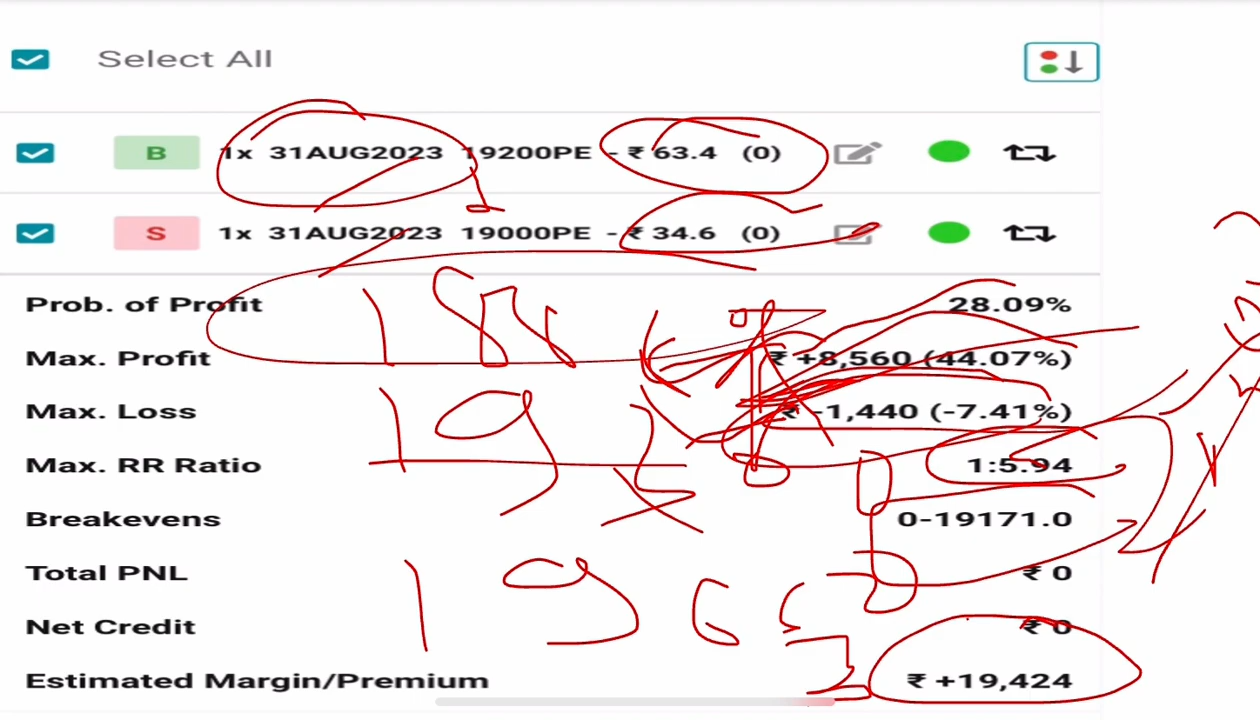 Select All
B 1x 31AUG2023 19200PE - ₹ 63.4 (0)
S 1x 31AUG2023 19000PE - ₹ 34.6 (0)
Prob. of Profit 28.09%
Max. Profit ₹ +8,560 (44.07%)
Max. Loss ₹ -1,440 (-7.41%)
Max. RR Ratio 1:5.94
Breakevens 0-19171.0
Total PNL ₹ 0
Net Credit ₹ 0
Estimated Margin/Premium ₹ +19,424